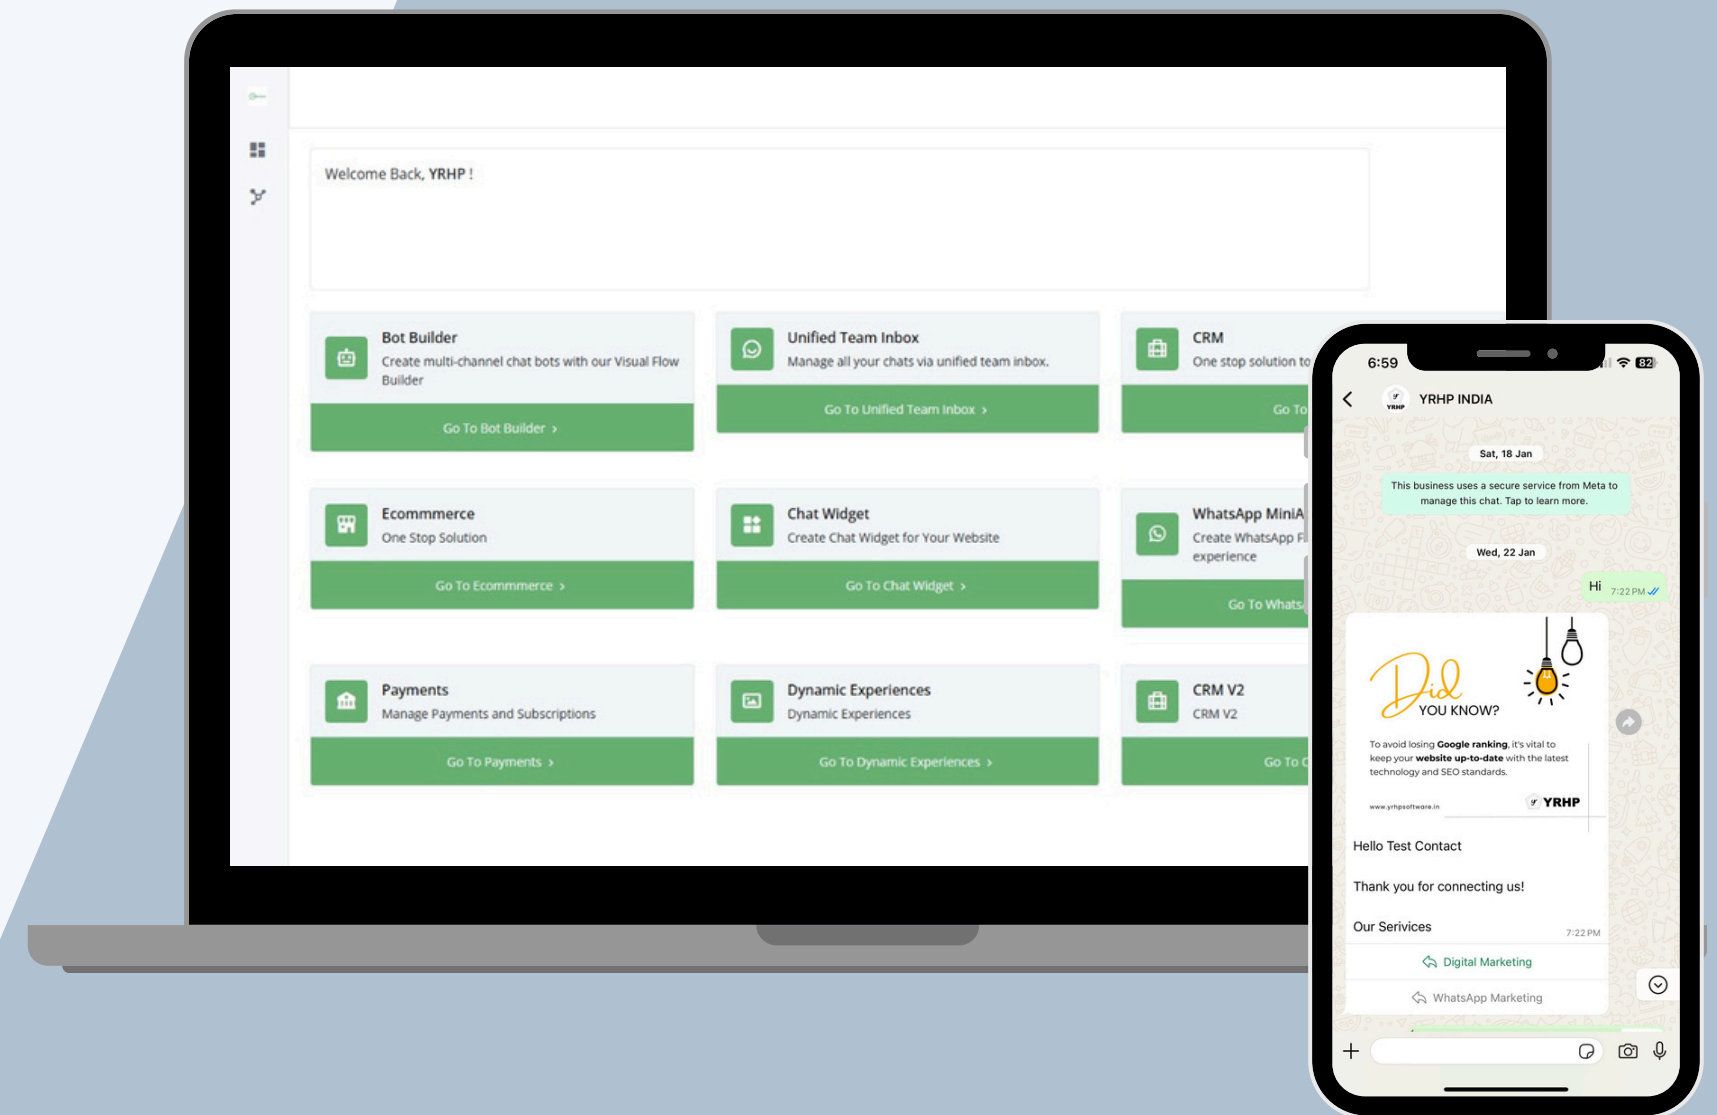 Welcome Back, YRHP !
Bot Builder
Create multi-channel chat bots with our Visual Flow
Builder
Go To Bot Builder >
Unified Team Inbox
Manage all your chats via unified team inbox.
Go To Unified Team Inbox >
CRM
One stop solution to
Go To
Ecommmerce
One Stop Solution
Go To Ecommmerce >
Chat Widget
Create Chat Widget for Your Website
Go To Chat Widget >
WhatsApp MiniA
Create WhatsApp F
experience
Go To Whats
Payments
Manage Payments and Subscriptions
Go To Payments >
Dynamic Experiences
Dynamic Experiences
Go To Dynamic Experiences >
CRM V2
CRM V2
Go To C
6:59
82
YRHP
YRHP INDIA
Sat, 18 Jan
This business uses a secure service from Meta to
manage this chat. Tap to learn more.
Wed, 22 Jan
Hi 7:22 PM
Did
YOU KNOW?
To avoid losing Google ranking, it's vital to
keep your website up-to-date with the latest
technology and SEO standards.
www.yrhpsoftware.in
YRHP
Hello Test Contact
Thank you for connecting us!
Our Serivices
7:22 PM
Digital Marketing
WhatsApp Marketing